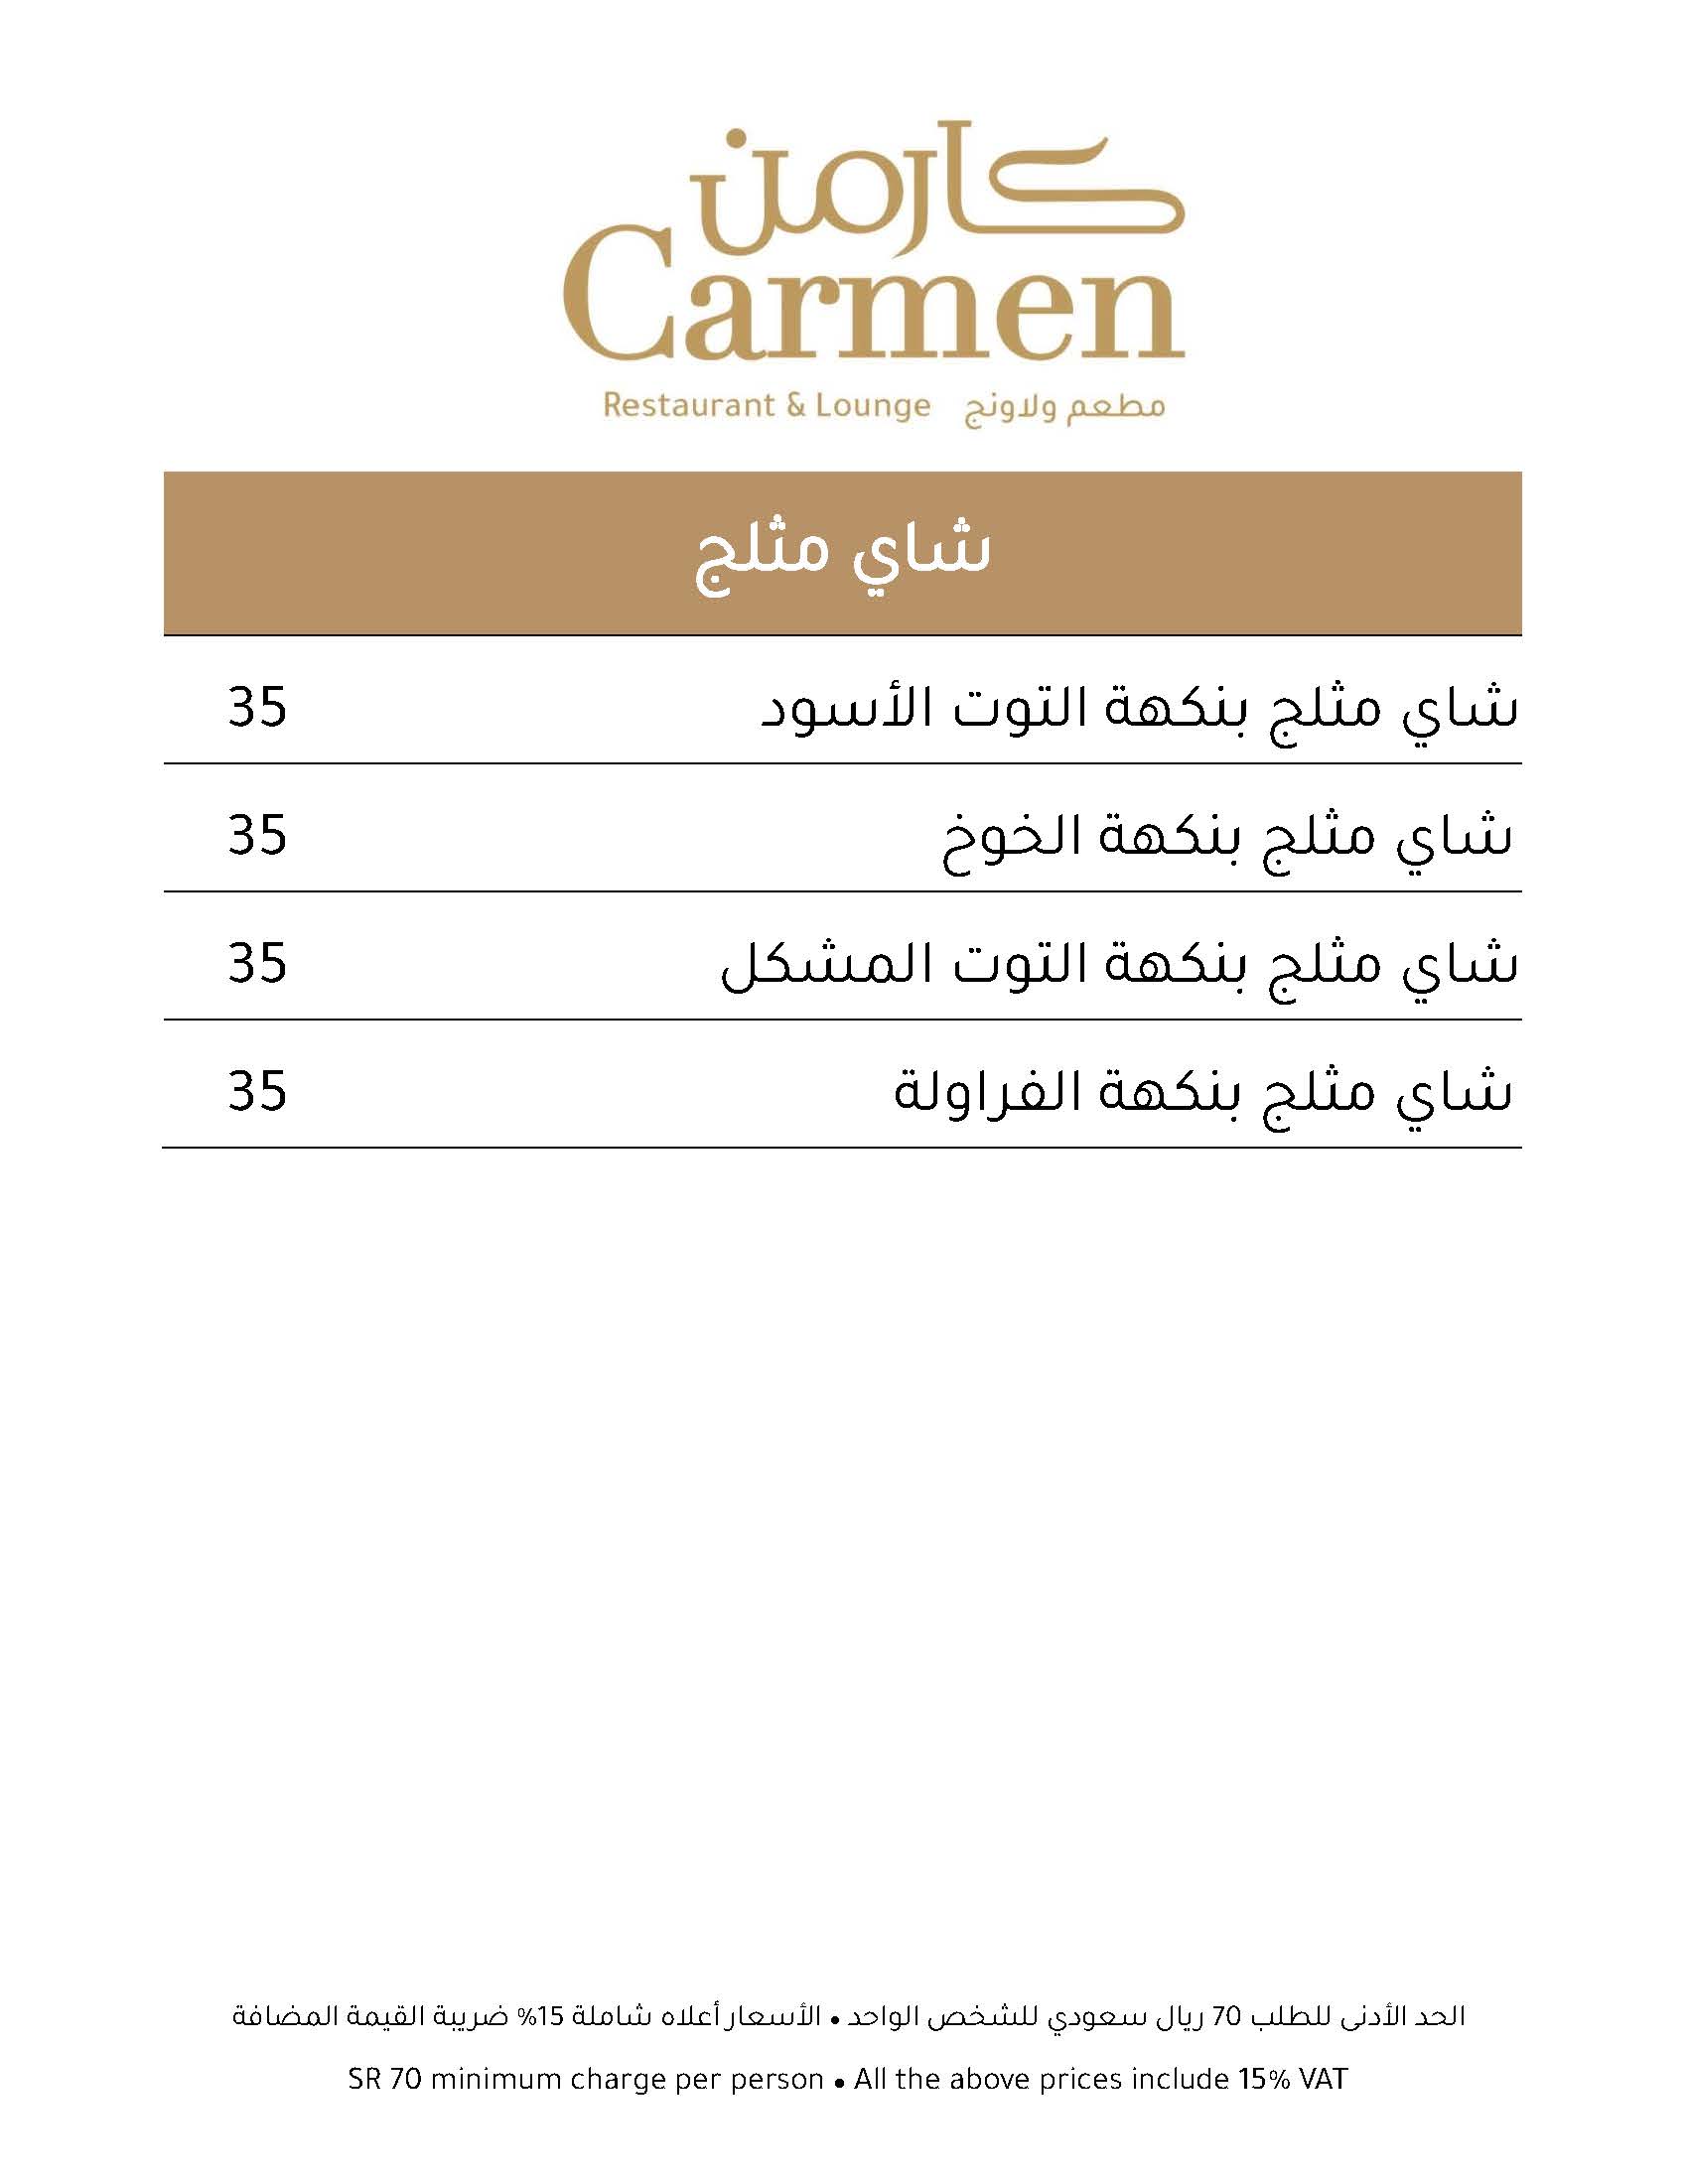 كارمن
Carmen
Restaurant & Lounge مطعم ولاونج
شاي مثلج
شاي مثلج بنكهة التوت الأسود 35
شاي مثلج بنكهة الخوخ 35
شاي مثلج بنكهة التوت المشكل 35
شاي مثلج بنكهة الفراولة 35
الحد الأدنى للطلب 70 ريال سعودي للشخص الواحد • الأسعار أعلاه شاملة 15% ضريبة القيمة المضافة
SR 70 minimum charge per person • All the above prices include 15% VAT